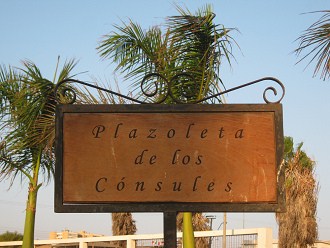 Plazoleta
de los
Cónsules